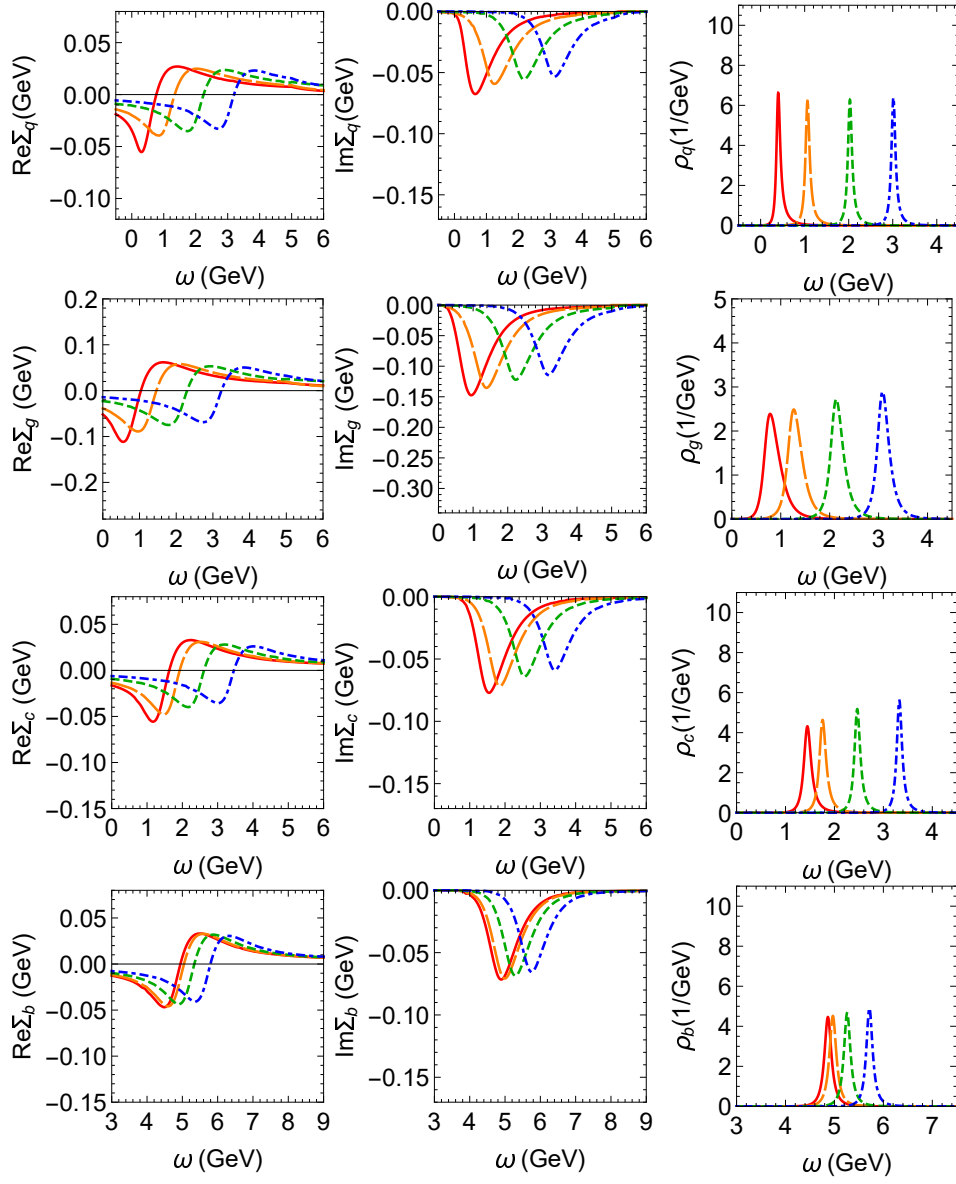 0.05
0.00
−0.05
−0.10
ReΣq(GeV)
0 1 2 3 4 5 6
ω (GeV)
0.00
−0.05
−0.10
−0.15
ImΣq(GeV)
0 1 2 3 4 5 6
ω (GeV)
10
8
6
4
2
0
ρq(1/GeV)
0 1 2 3 4
ω (GeV)
0.2
0.1
0.0
−0.1
−0.2
ReΣg(GeV)
0 1 2 3 4 5 6
ω (GeV)
0.00
−0.05
−0.10
−0.15
−0.20
−0.25
−0.30
ImΣg (GeV)
0 1 2 3 4 5 6
ω (GeV)
5
4
3
2
1
0
ρg(1/GeV)
0 1 2 3 4
ω (GeV)
0.05
0.00
−0.05
−0.10
−0.15
ReΣc (GeV)
0 1 2 3 4 5 6
ω (GeV)
0.00
−0.05
−0.10
−0.15
ImΣc (GeV)
0 1 2 3 4 5 6
ω (GeV)
10
8
6
4
2
0
ρc(1/GeV)
0 1 2 3 4
ω (GeV)
0.05
0.00
−0.05
−0.10
−0.15
ReΣb (GeV)
3 4 5 6 7 8 9
ω (GeV)
0.00
−0.05
−0.10
−0.15
ImΣb (GeV)
3 4 5 6 7 8 9
ω (GeV)
10
8
6
4
2
0
ρb(1/GeV)
3 4 5 6 7
ω (GeV)